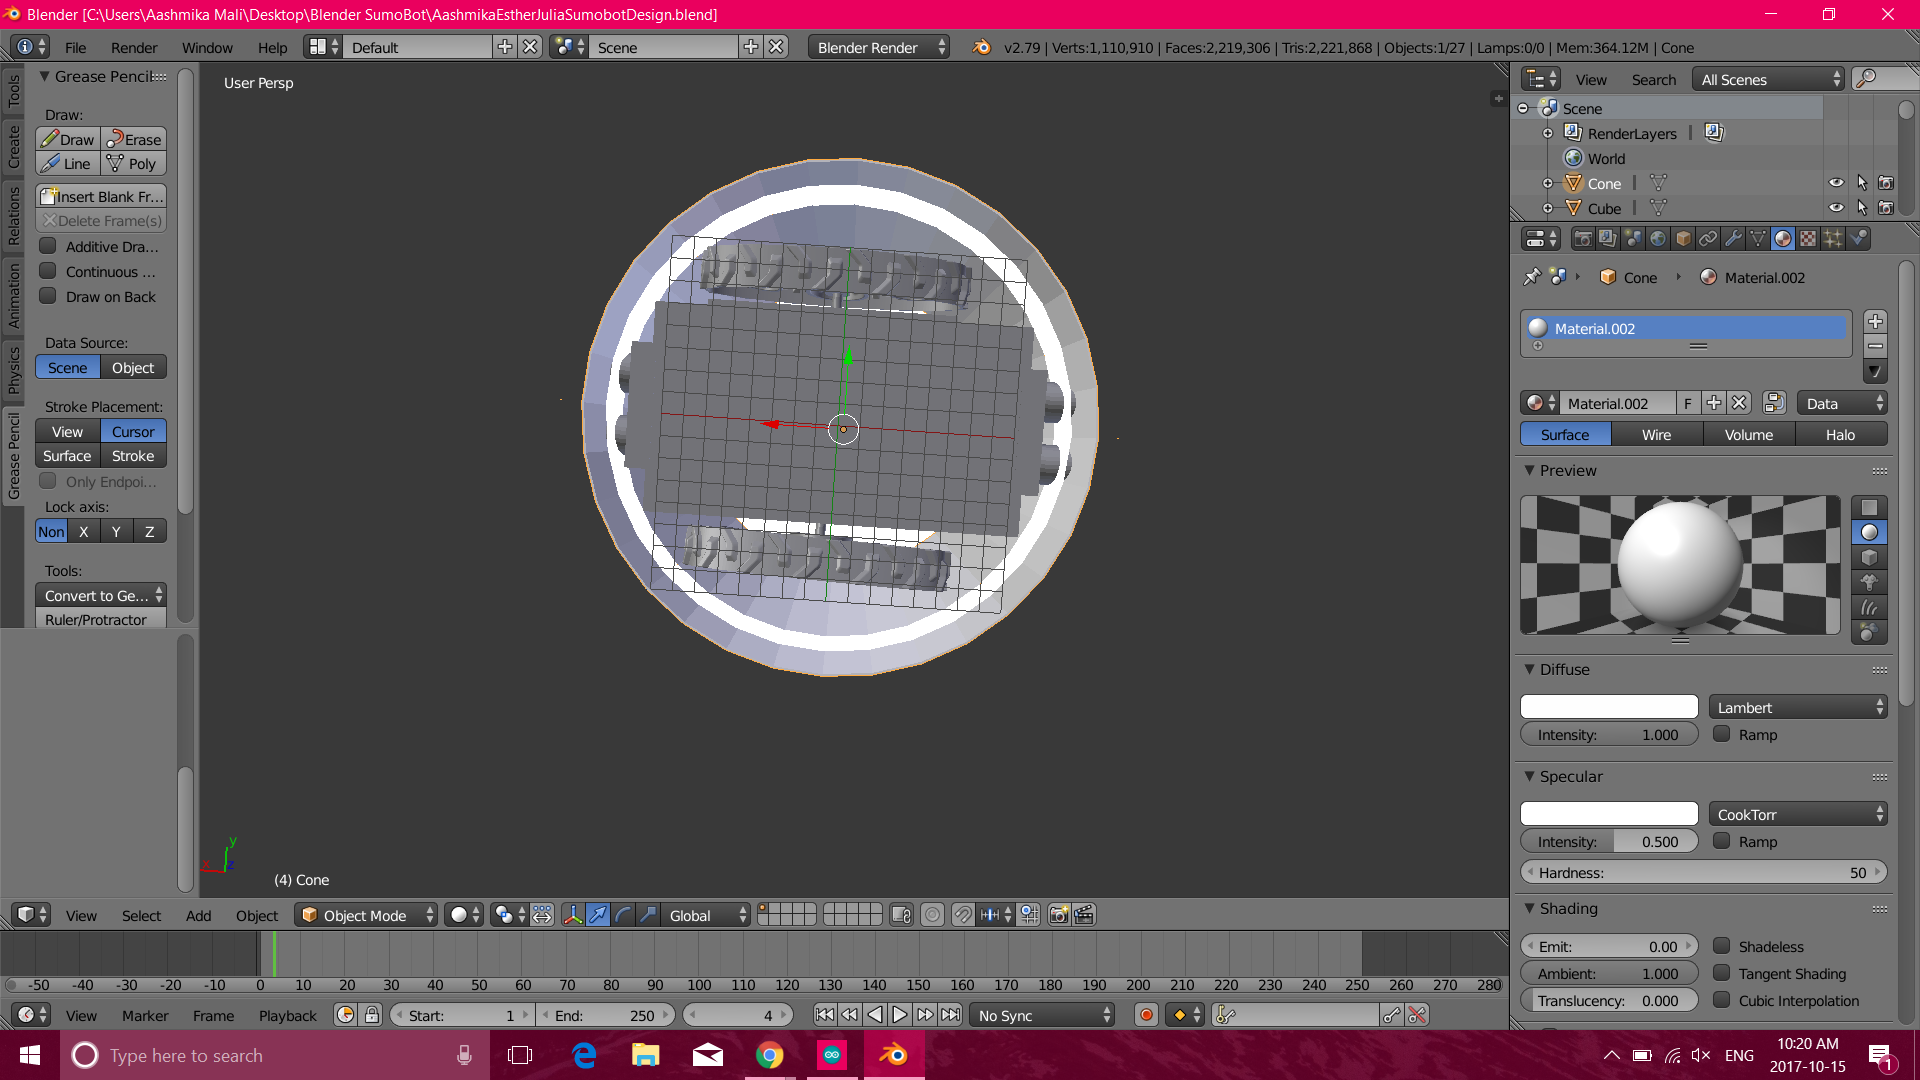 Blender [C:\Users\Aashmika Mali\Desktop\Blender SumoBot\AashmikaEstherJuliaSumobotDesign.blend]
File Render Window Help Default Scene Blender Render v2.79 | Verts:1,110,910 | Faces:2,219,306 | Tris:2,221,868 | Objects:1/27 | Lamps:0/0 | Mem:364.12M | Cone
Tools
Create
Relations
Animation
Physics
Grease Pencil
Grease Pencil
Draw:
Draw Erase
Line Poly
Insert Blank Fr...
Delete Frame(s)
Additive Dra...
Continuous ...
Draw on Back
Data Source:
Scene Object
Stroke Placement:
View Cursor
Surface Stroke
Only Endpoi...
Lock axis:
Non X Y Z
Tools:
Convert to Ge...
Ruler/Protractor
User Persp
x y z
(4) Cone
View Search All Scenes
Scene
RenderLayers |
World
Cone |
Cube |
Cone Material.002
Material.002
Material.002 F Data
Surface Wire Volume Halo
Preview
Diffuse
Lambert
Intensity: 1.000 Ramp
Specular
CookTorr
Intensity: 0.500 Ramp
Hardness: 50
Shading
Emit: 0.00 Shadeless
Ambient: 1.000 Tangent Shading
Translucency: 0.000 Cubic Interpolation
View Select Add Object Object Mode Global
-50 -40 -30 -20 -10 0 10 20 30 40 50 60 70 80 90 100 110 120 130 140 150 160 170 180 190 200 210 220 230 240 250 260 270 280
View Marker Frame Playback Start: 1 End: 250 4 No Sync
Type here to search
ENG
10:20 AM
2017-10-15
1